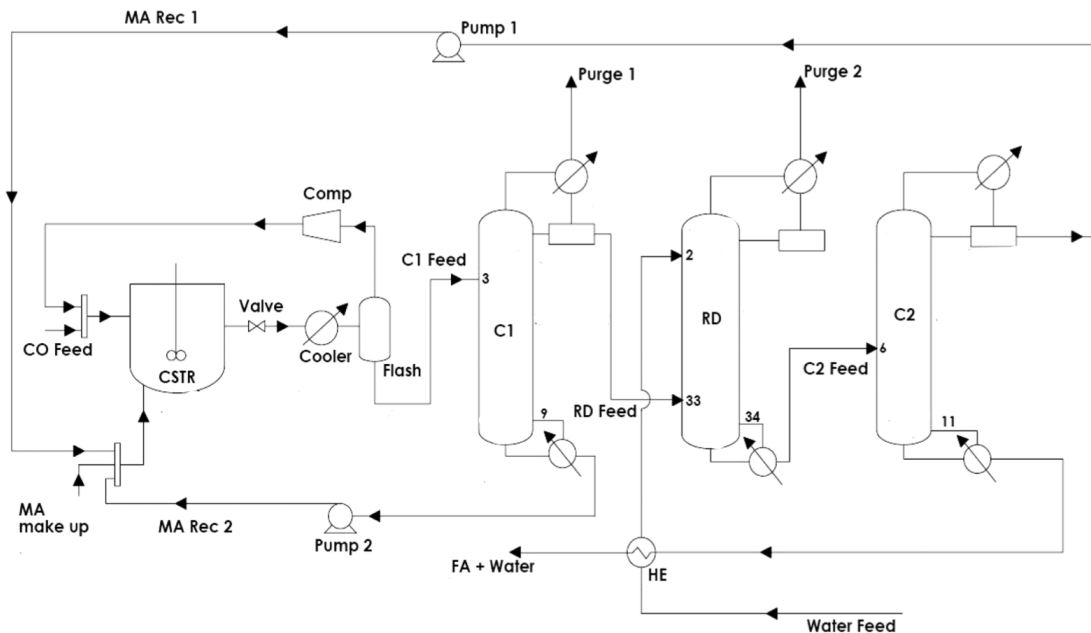 MA Rec 1
Pump 1
Purge 1
Purge 2
Comp
C1 Feed
3
2
Valve
C1
RD
C2
CO Feed
CSTR
Cooler
Flash
C2 Feed
6
33
RD Feed
9
34
11
MA
make up
MA Rec 2
Pump 2
FA + Water
HE
Water Feed